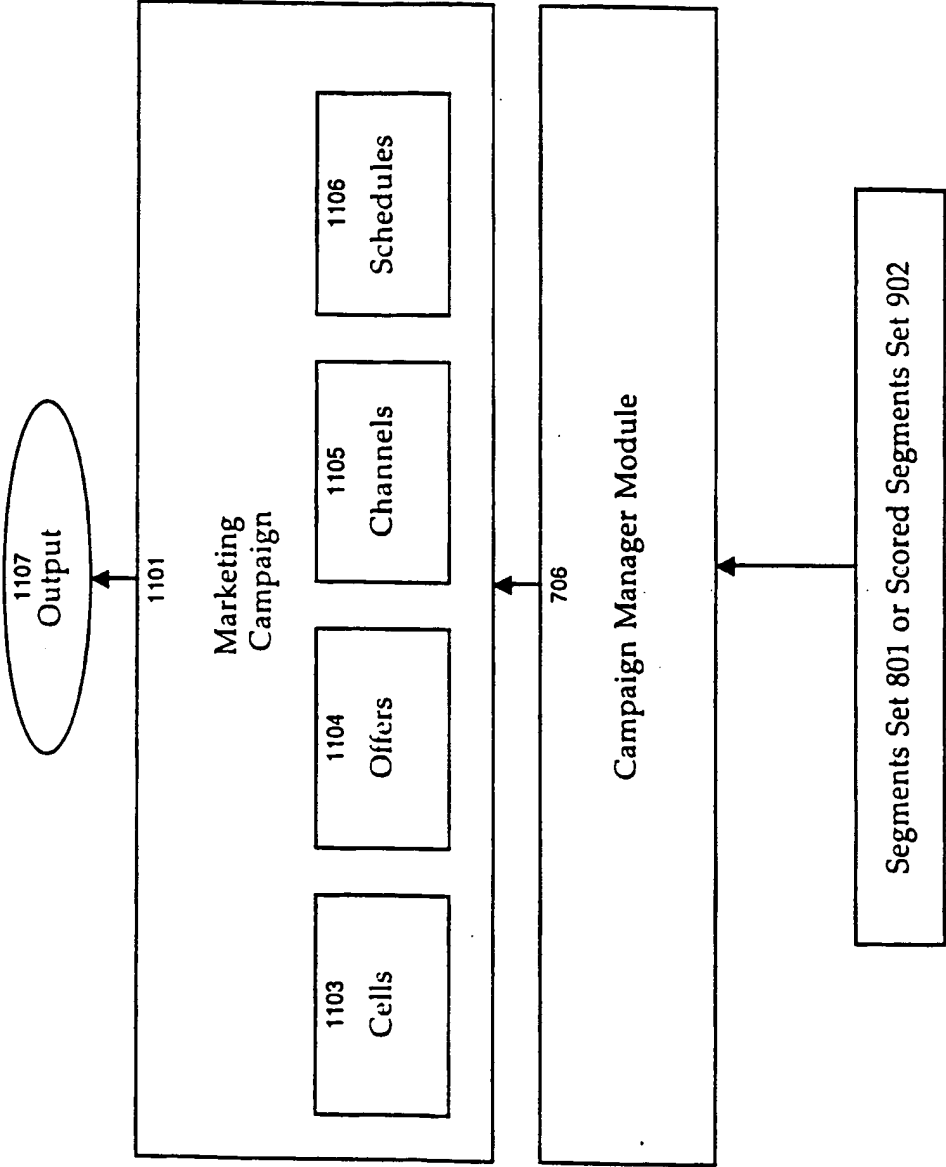 1107
Output
1101
Marketing
Campaign
1103
Cells
1104
Offers
1105
Channels
1106
Schedules
706
Campaign Manager Module
Segments Set 801 or Scored Segments Set 902